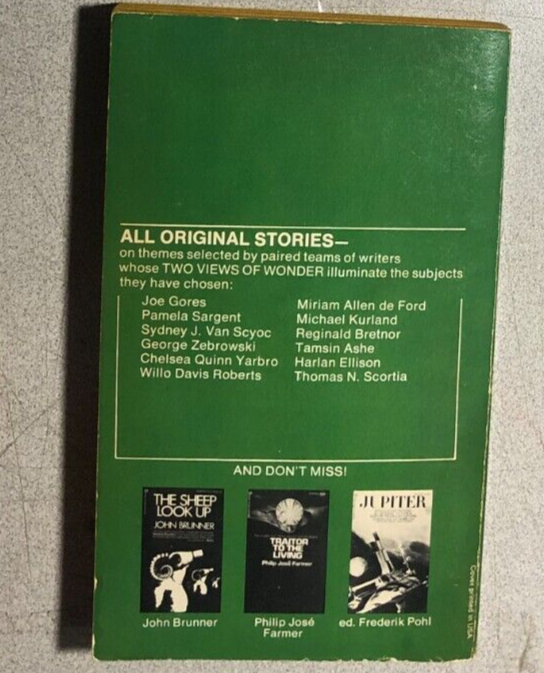 ALL ORIGINAL STORIES—
on themes selected by paired teams of writers
whose TWO VIEWS OF WONDER illuminate the subjects
they have chosen:
Joe Gores
Pamela Sargent
Sydney J. Van Scyoc
George Zebrowski
Chelsea Quinn Yarbro
Willo Davis Roberts
Miriam Allen de Ford
Michael Kurland
Reginald Bretnor
Tamsin Ashe
Harlan Ellison
Thomas N. Scortia
AND DON'T MISS!
THE SHEEP
LOOK UP
JOHN BRUNNER
John Brunner
TRAITOR
TO THE
LIVING
Philip José Farmer
Philip José
Farmer
JUPITER
ed. Frederik Pohl
Cover printed in USA